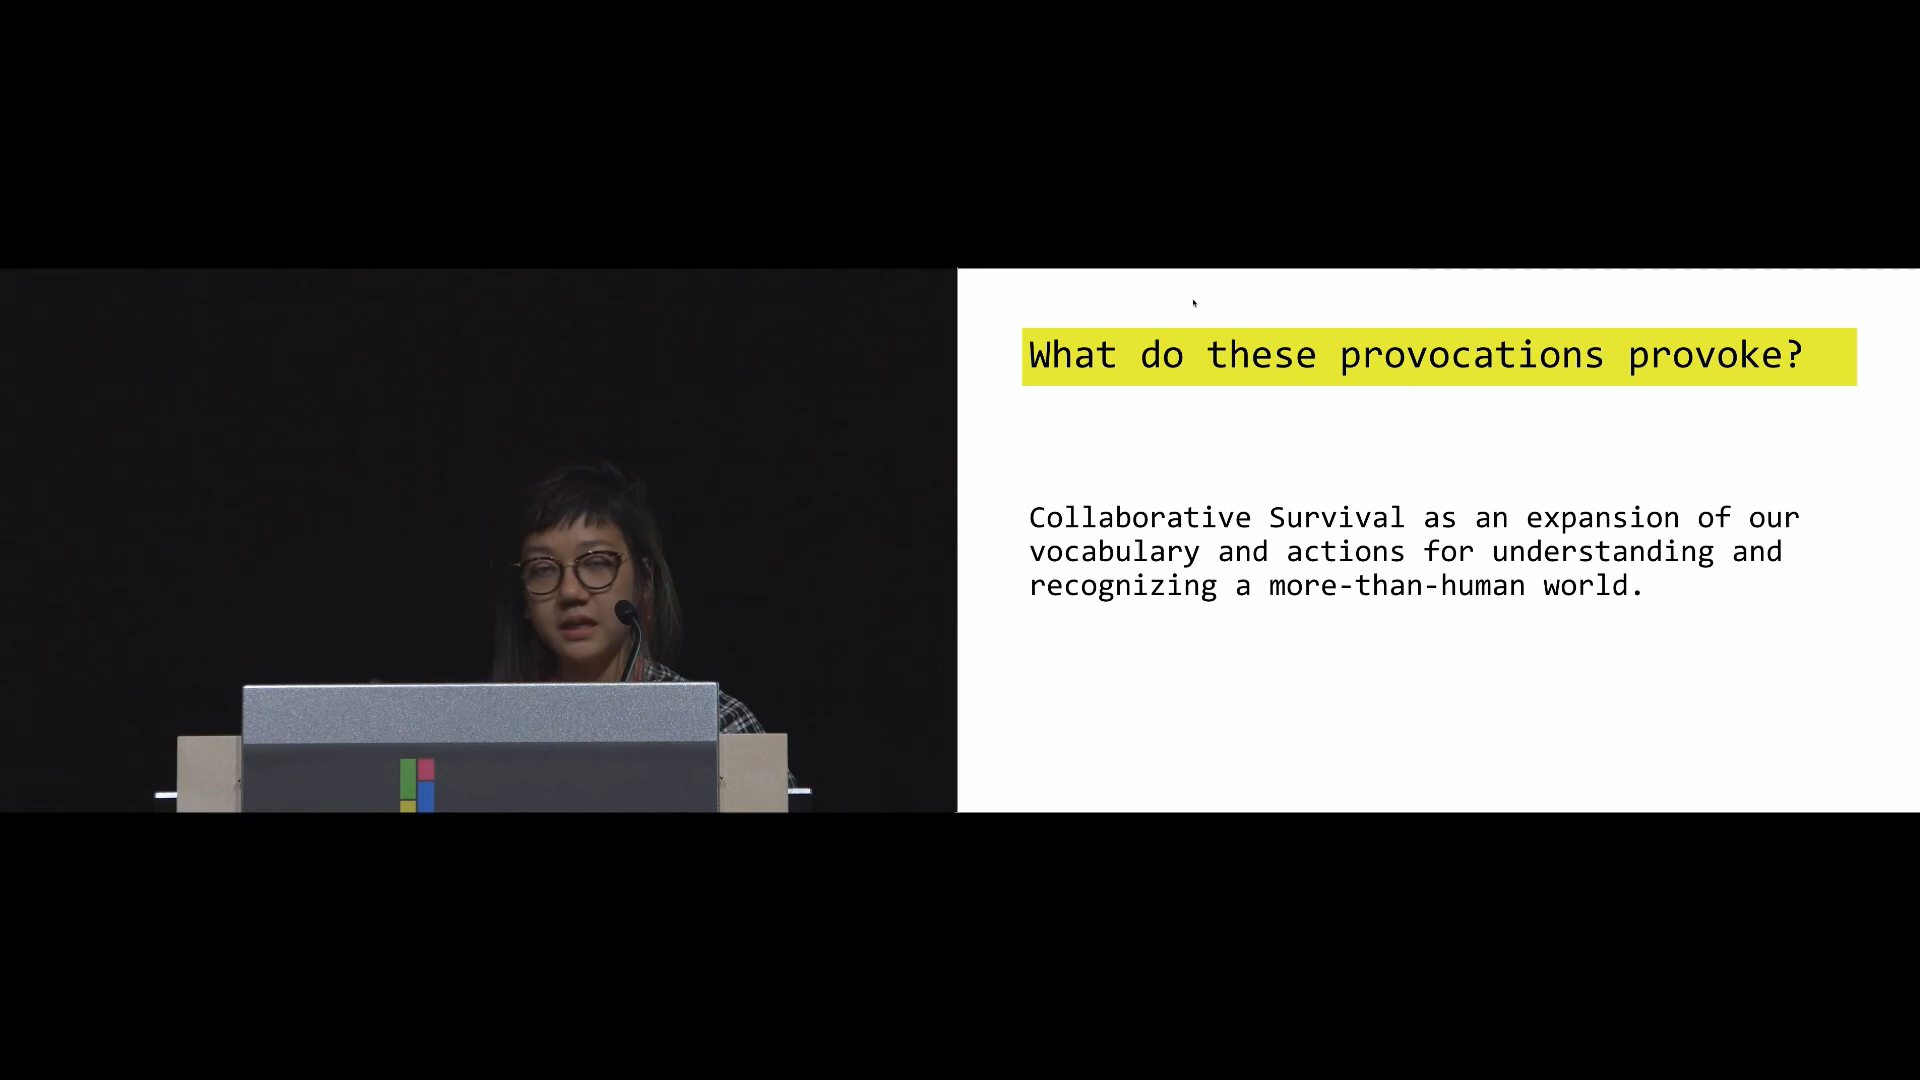 What do these provocations provoke?
Collaborative Survival as an expansion of our
vocabulary and actions for understanding and
recognizing a more-than-human world.